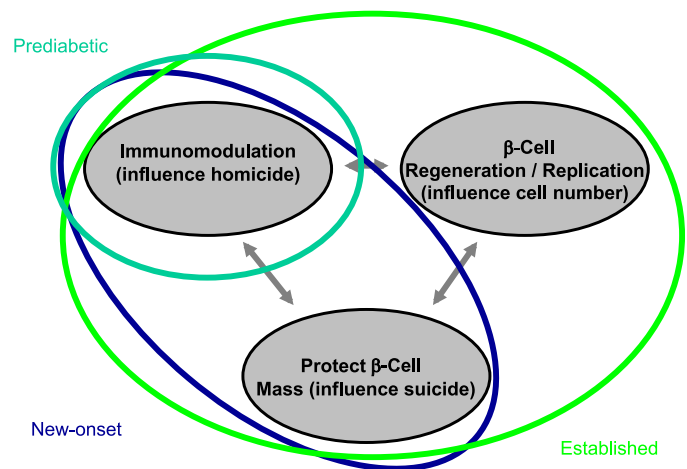 Prediabetic
Immunomodulation
(influence homicide)
β-Cell
Regeneration / Replication
(influence cell number)
Protect β-Cell
Mass (influence suicide)
New-onset
Established